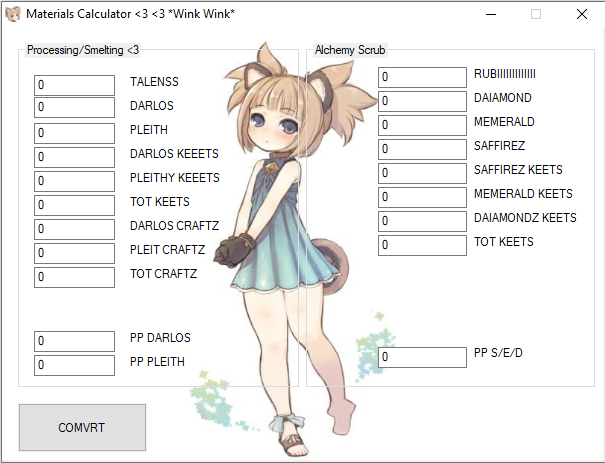 Materials Calculator <3 <3 *Wink Wink*
Processing/Smelting <3
0 TALENSS
0 DARLOS
0 PLEITH
0 DARLOS KEEETS
0 PLEITHY KEEETS
0 TOT KEETS
0 DARLOS CRAFTZ
0 PLEIT CRAFTZ
0 TOT CRAFTZ
0 PP DARLOS
0 PP PLEITH
Alchemy Scrub
0 RUBIIIIIIIIIIIII
0 DAIAMOND
0 MEMERALD
0 SAFFIREZ
0 SAFFIREZ KEETS
0 MEMERALD KEETS
0 DAIAMONDZ KEETS
0 TOT KEETS
0 PP S/E/D
COMVRT